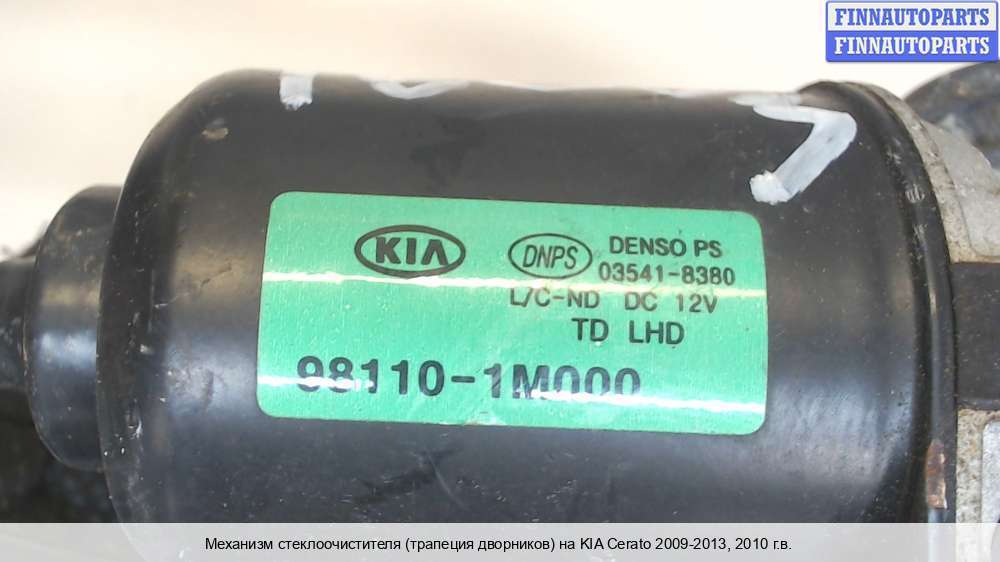 FINNAUTOPARTS
FINNAUTOPARTS
KIA
DNPS
DENSO PS
03541-8380
L/C-ND DC 12V
TD LHD
98110-1M000
Механизм стеклоочистителя (трапеция дворников) на KIA Cerato 2009-2013, 2010 г.в.